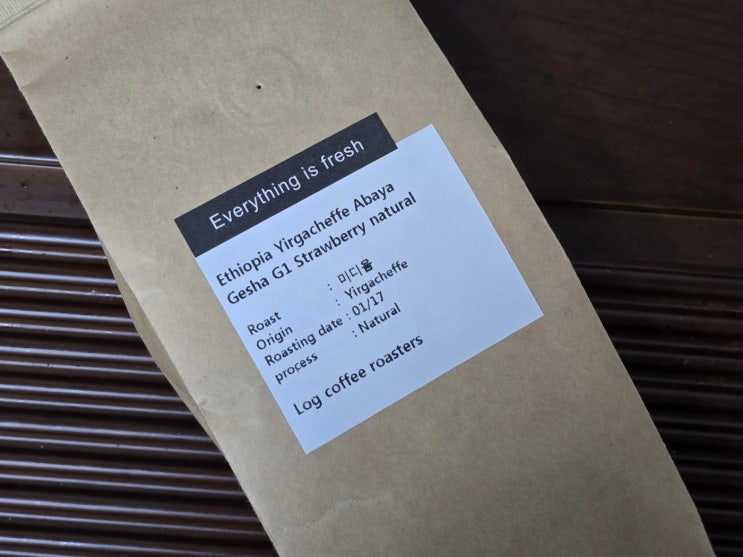 Everything is fresh
Ethiopia Yirgacheffe Abaya
Gesha G1 Strawberry natural
Roast : 미디움
Origin : Yirgacheffe
Roasting date : 01/17
process : Natural
Log coffee roasters